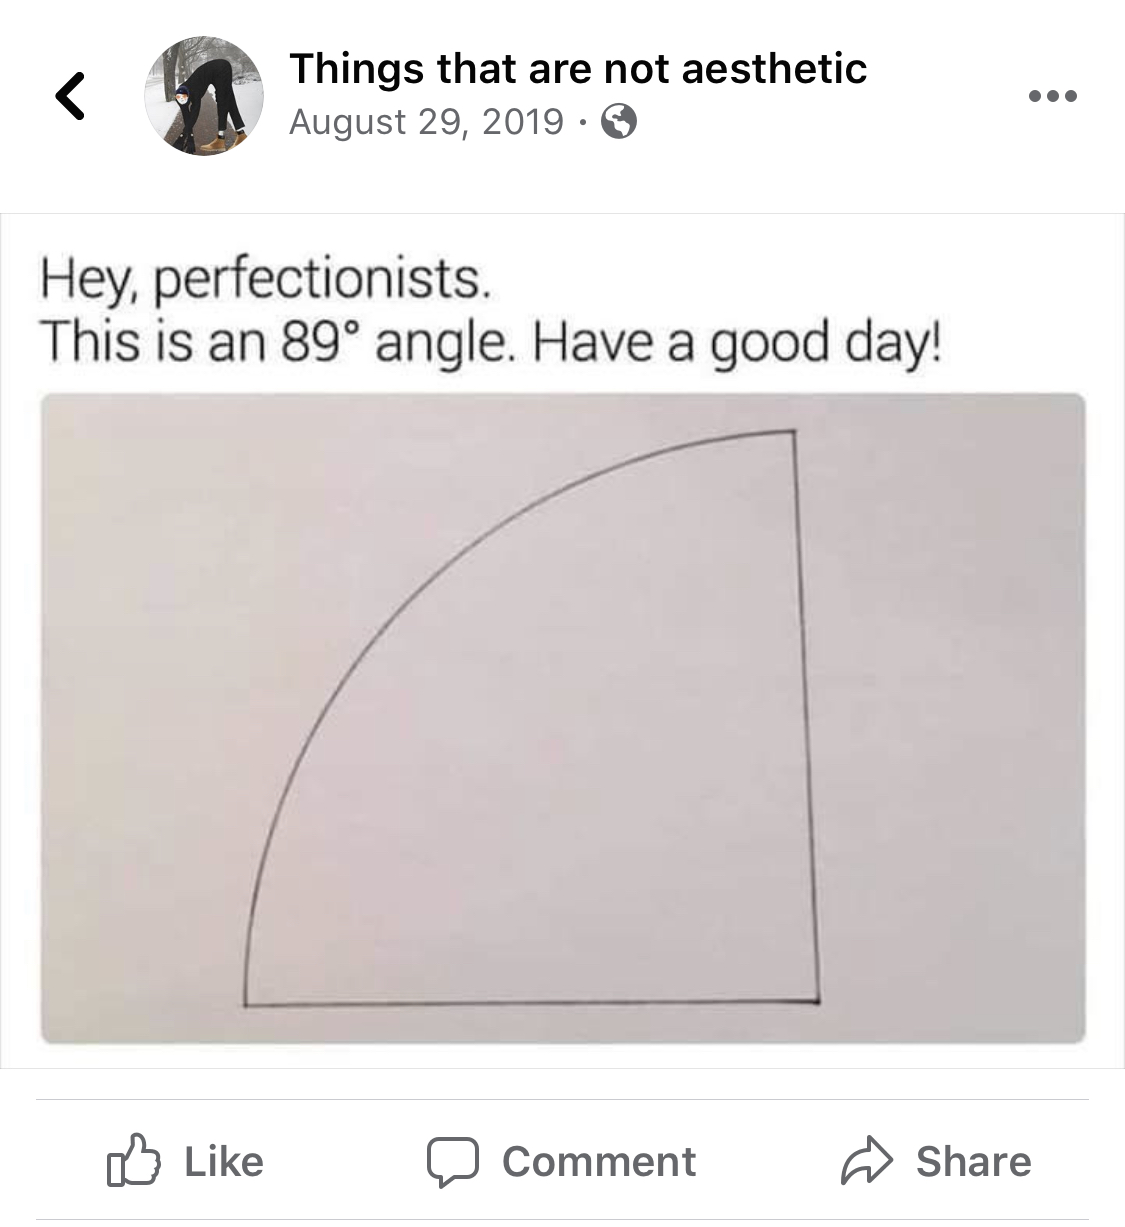 Things that are not aesthetic
August 29, 2019 ·
Hey, perfectionists.
This is an 89° angle. Have a good day!
Like
Comment
Share